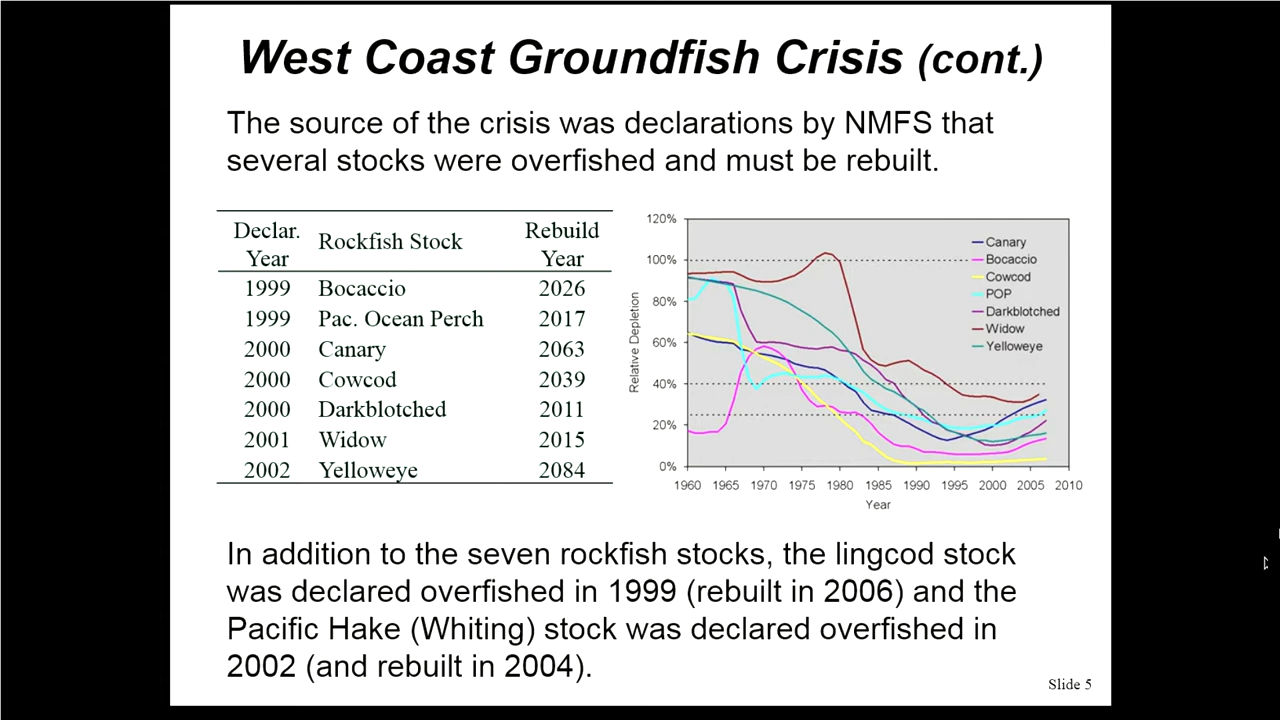 West Coast Groundfish Crisis (cont.)
The source of the crisis was declarations by NMFS that
several stocks were overfished and must be rebuilt.
Declar. Year Rockfish Stock Rebuild Year
1999 Bocaccio 2026
1999 Pac. Ocean Perch 2017
2000 Canary 2063
2000 Cowcod 2039
2000 Darkblotched 2011
2001 Widow 2015
2002 Yelloweye 2084
Relative Depletion
120%
100%
80%
60%
40%
20%
0%
Canary
Bocaccio
Cowcod
POP
Darkblotched
Widow
Yelloweye
1960 1965 1970 1975 1980 1985 1990 1995 2000 2005 2010
Year
In addition to the seven rockfish stocks, the lingcod stock
was declared overfished in 1999 (rebuilt in 2006) and the
Pacific Hake (Whiting) stock was declared overfished in
2002 (and rebuilt in 2004).
Slide 5